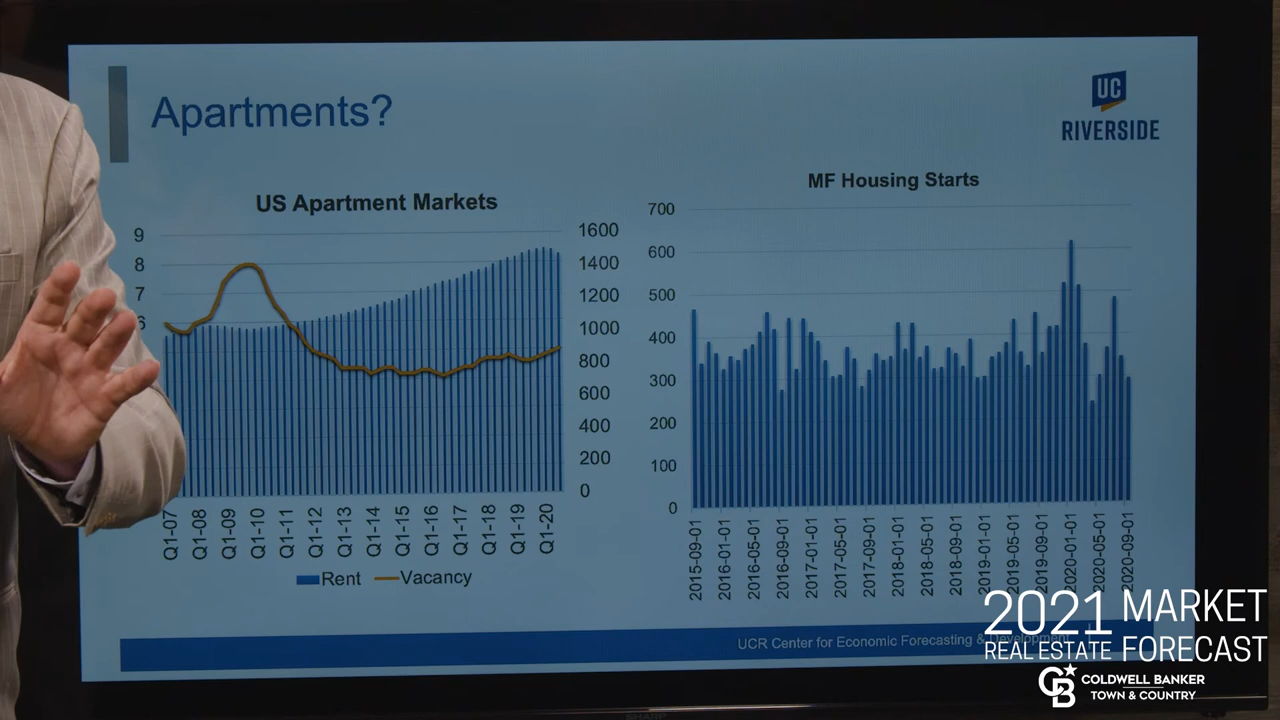 Apartments?
UC
RIVERSIDE
US Apartment Markets
9
8
7
6
1600
1400
1200
1000
800
600
400
200
0
Q1-07
Q1-08
Q1-09
Q1-10
Q1-11
Q1-12
Q1-13
Q1-14
Q1-15
Q1-16
Q1-17
Q1-18
Q1-19
Q1-20
Rent Vacancy
MF Housing Starts
700
600
500
400
300
200
100
0
2015-09-01
2016-01-01
2016-05-01
2016-09-01
2017-01-01
2017-05-01
2017-09-01
2018-01-01
2018-05-01
2018-09-01
2019-01-01
2019-05-01
2019-09-01
2020-01-01
2020-05-01
2020-09-01
UCR Center for Economic Forecasting & Development
2021 MARKET
REAL ESTATE FORECAST
CB COLDWELL BANKER
TOWN & COUNTRY
SHARP